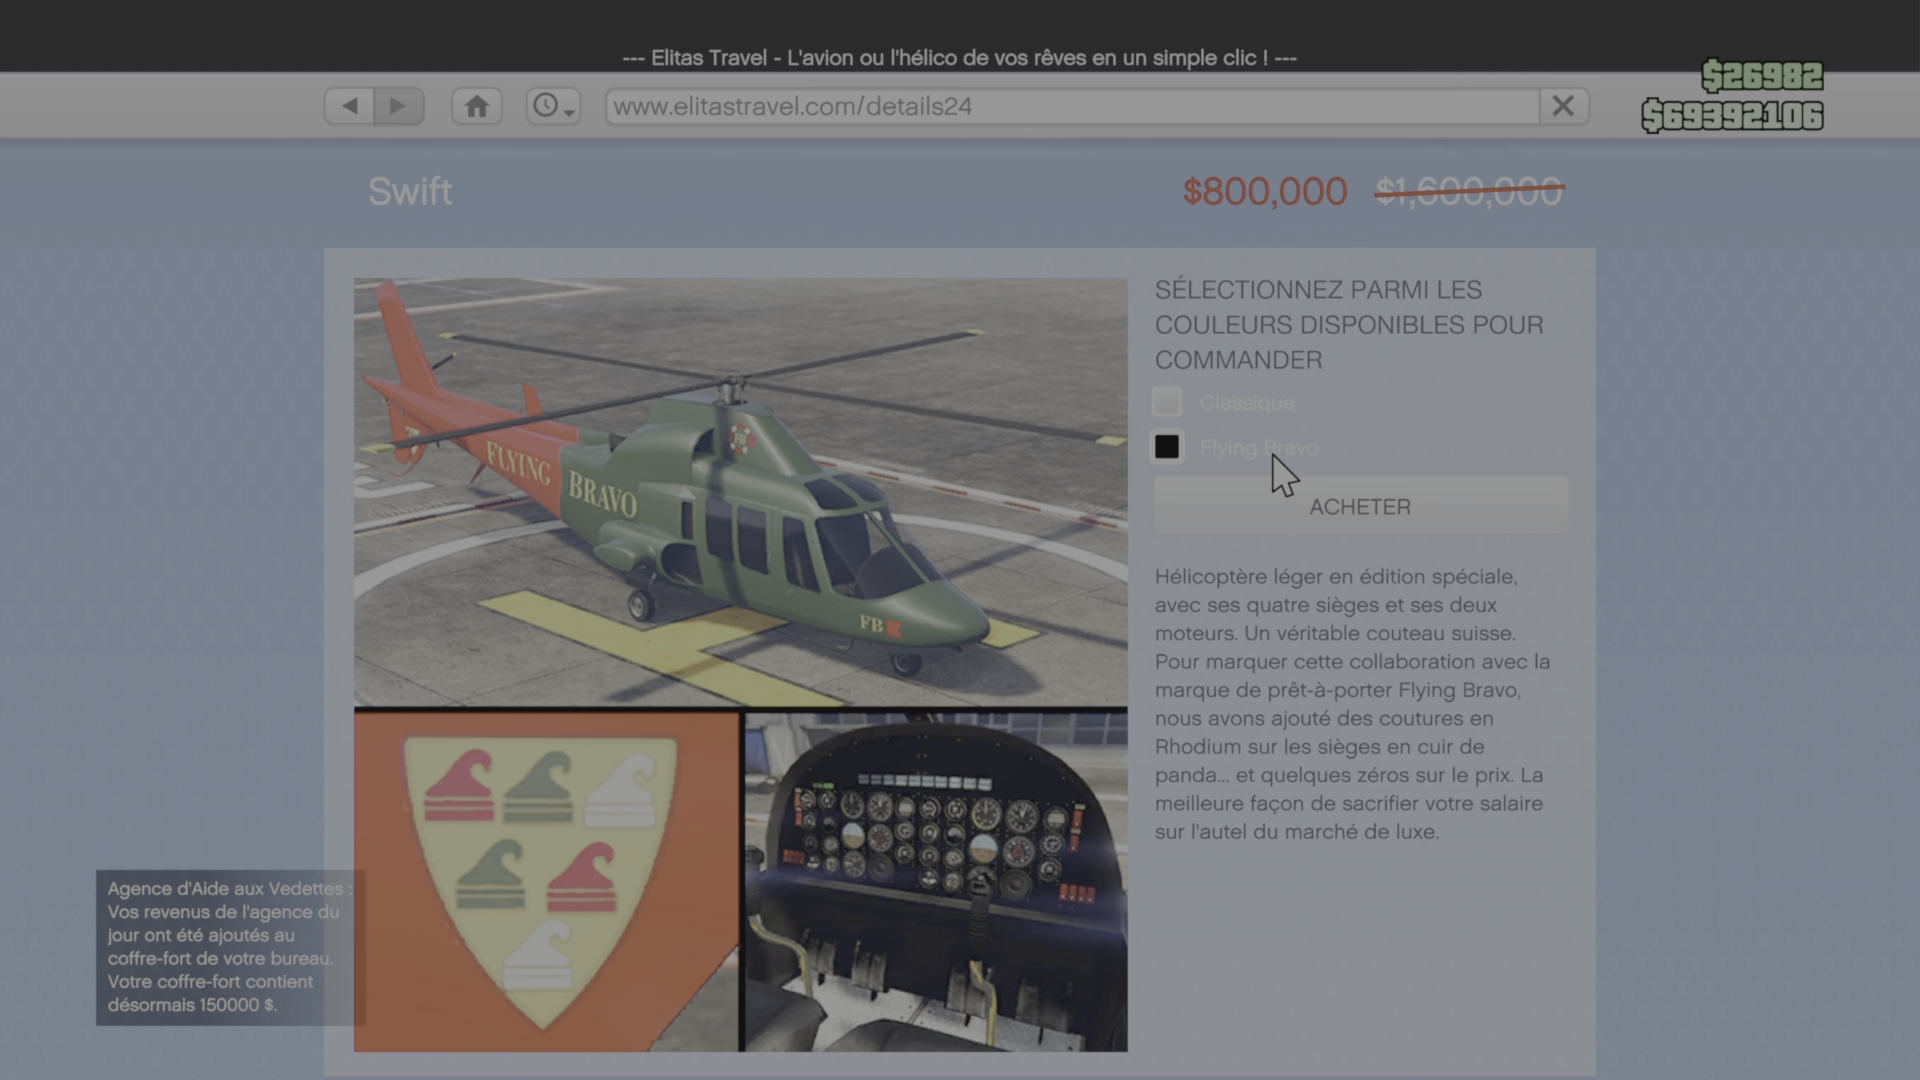 --- Elitas Travel - L'avion ou l'hélico de vos rêves en un simple clic ! ---
$26982
www.elitastravel.com/details24
$69392106
Swift
$800,000 $1,600,000
SÉLECTIONNEZ PARMI LES
COULEURS DISPONIBLES POUR
COMMANDER
Classique
Flying Bravo
ACHETER
FLYING
BRAVO
FB
FB
Hélicoptère léger en édition spéciale,
avec ses quatre sièges et ses deux
moteurs. Un véritable couteau suisse.
Pour marquer cette collaboration avec la
marque de prêt-à-porter Flying Bravo,
nous avons ajouté des coutures en
Rhodium sur les sièges en cuir de
panda... et quelques zéros sur le prix. La
meilleure façon de sacrifier votre salaire
sur l'autel du marché de luxe.
Agence d'Aide aux Vedettes :
Vos revenus de l'agence du
jour ont été ajoutés au
coffre-fort de votre bureau.
Votre coffre-fort contient
désormais 150000 $.